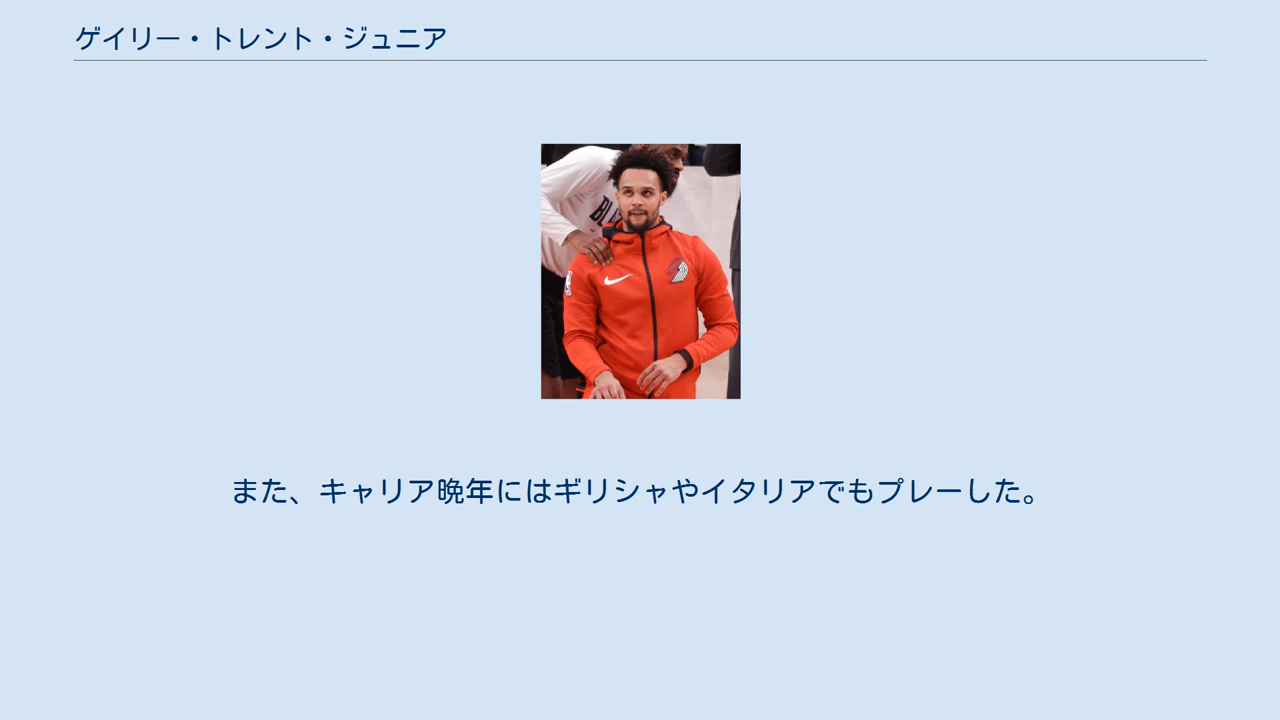 ゲイリー・トレント・ジュニア
BL
また、キャリア晩年にはギリシャやイタリアでもプレーした。